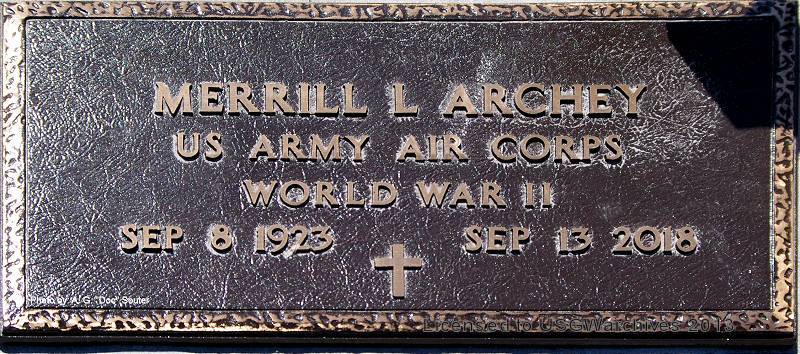 MERRILL L ARCHEY
US ARMY AIR CORPS
WORLD WAR II
SEP 8 1923 SEP 13 2018
Photo by A. G. "Doc" Souter
Licensed to USGWarchives 2018